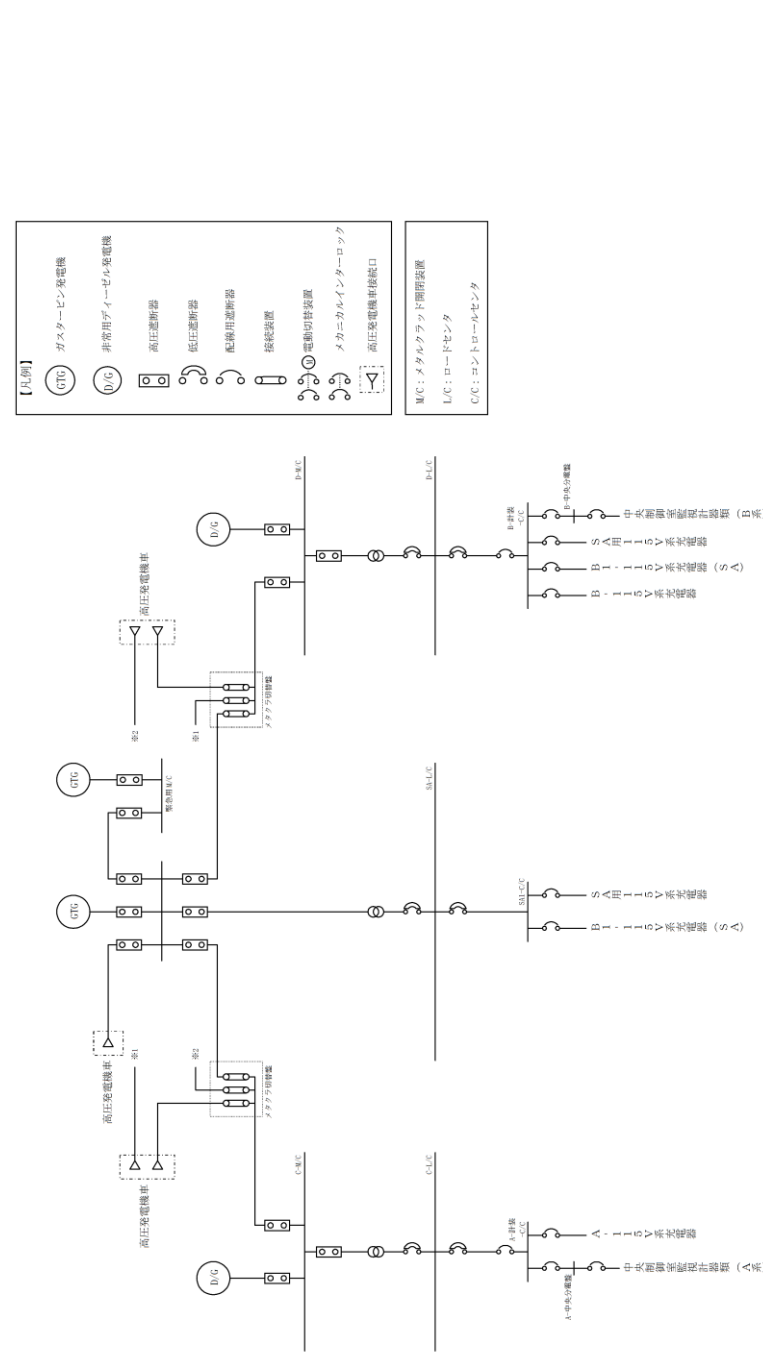 【凡例】
GTG
ガスタービン発電機
D/G
非常用ディーゼル発電機
高圧遮断器
低圧遮断器
配線用遮断器
接続装置
M
電動切替装置
メカニカルインターロック
高圧発電機車接続口
M/C：メタルクラッド開閉装置
L/C：ロードセンタ
C/C：コントロールセンタ
D/G
D-M/C
D-L/C
高圧発電機車
※2
※1
メタクラ切替盤
B-計装
-C/C
B-中央分電盤
中央制御室監視計器類（B系
SA用115V系充電器
B1-115V系充電器（SA）
B-115V系充電器
GTG
緊急用M/C
GTG
SA-L/C
SA1-C/C
SA用115V系充電器
B1-115V系充電器（SA）
高圧発電機車
※1
※2
メタクラ切替盤
高圧発電機車
C-M/C
C-L/C
D/G
A-計装
-C/C
A-中央分電盤
A-115V系充電器
中央制御室監視計器類（A系